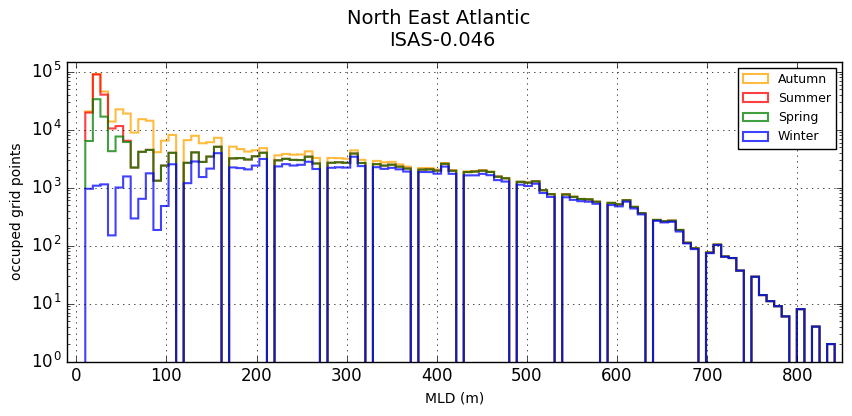 North East Atlantic
ISAS-0.046
10⁵
10⁴
10³
10²
10¹
10⁰
occuped grid points
Autumn
Summer
Spring
Winter
0 100 200 300 400 500 600 700 800
MLD (m)